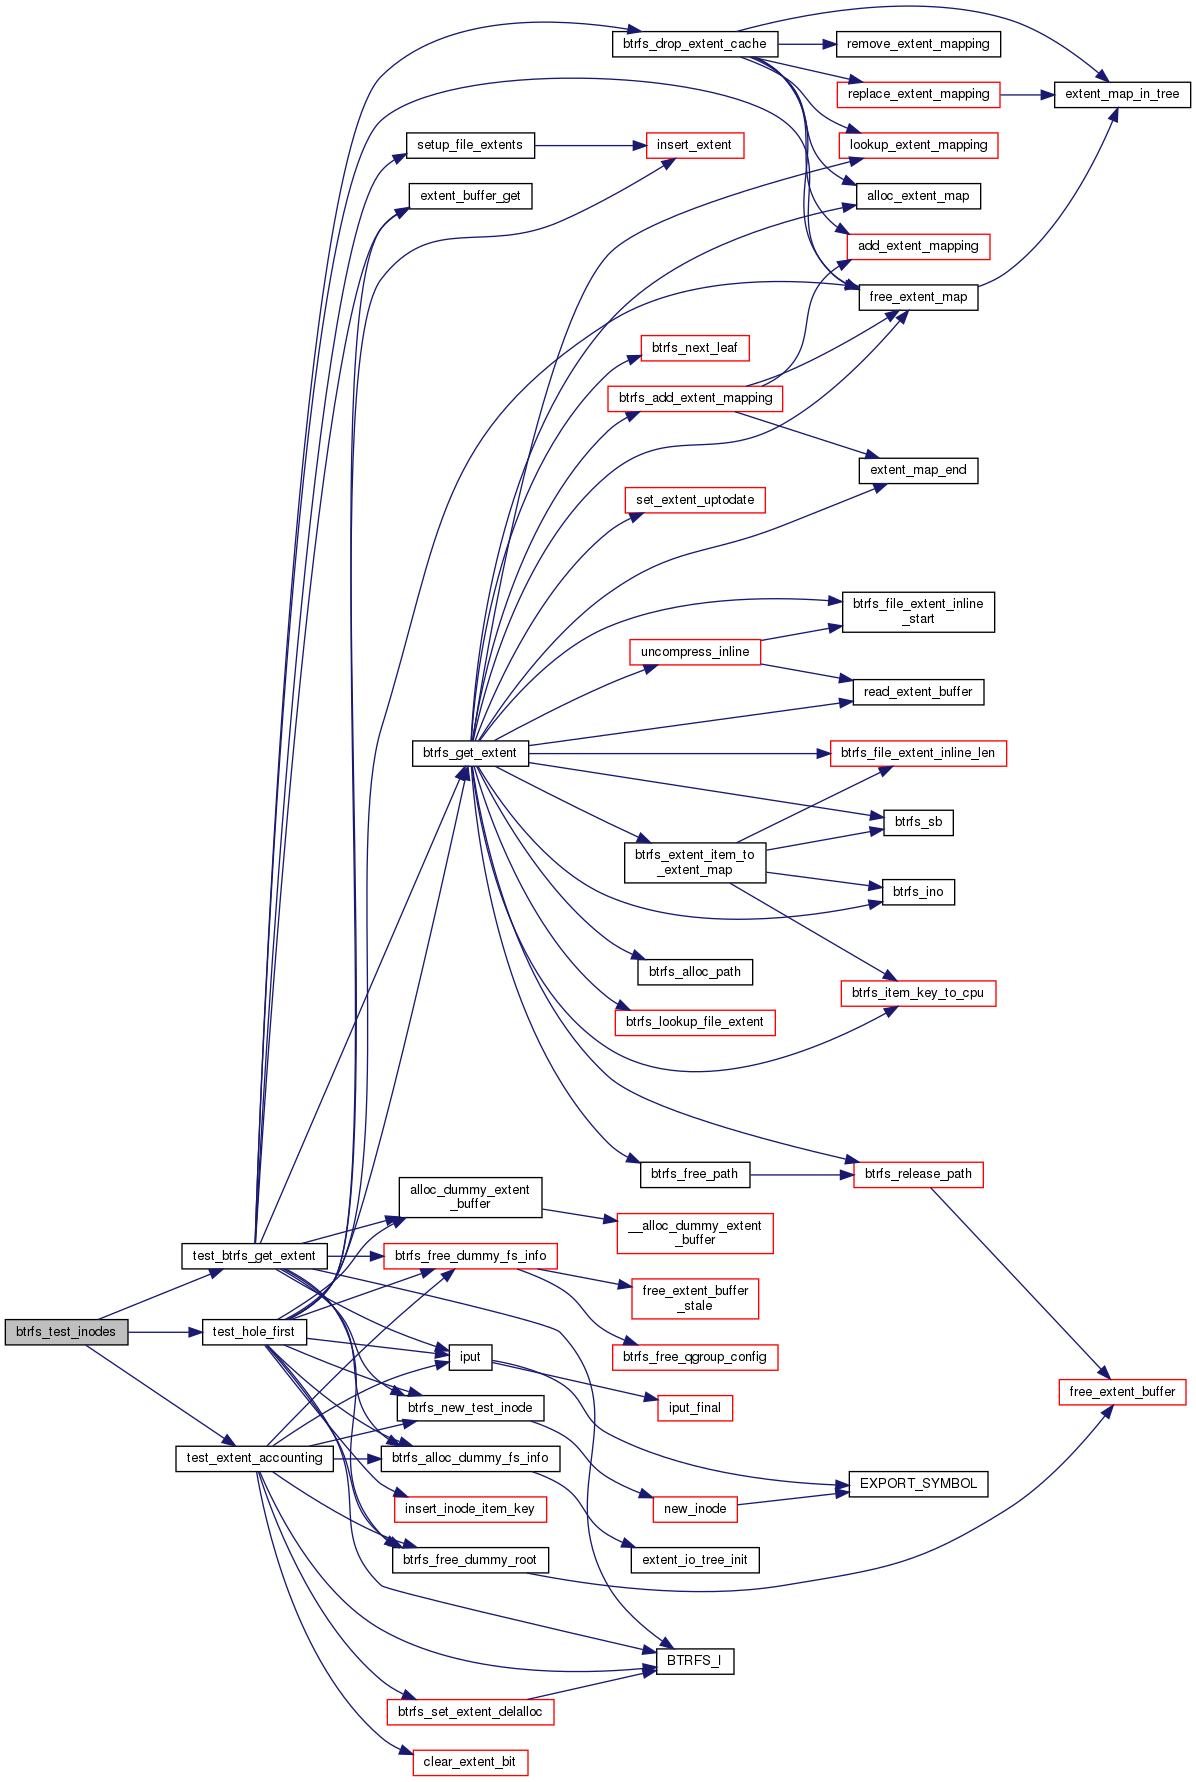 btrfs_drop_extent_cache
remove_extent_mapping
replace_extent_mapping
extent_map_in_tree
setup_file_extents
insert_extent
lookup_extent_mapping
extent_buffer_get
alloc_extent_map
add_extent_mapping
free_extent_map
btrfs_next_leaf
btrfs_add_extent_mapping
extent_map_end
set_extent_uptodate
btrfs_file_extent_inline
_start
uncompress_inline
read_extent_buffer
btrfs_get_extent
btrfs_file_extent_inline_len
btrfs_sb
btrfs_extent_item_to
_extent_map
btrfs_ino
btrfs_alloc_path
btrfs_item_key_to_cpu
btrfs_lookup_file_extent
btrfs_free_path
btrfs_release_path
alloc_dummy_extent
_buffer
__alloc_dummy_extent
_buffer
test_btrfs_get_extent
btrfs_free_dummy_fs_info
free_extent_buffer
_stale
btrfs_test_inodes
test_hole_first
iput
btrfs_free_qgroup_config
free_extent_buffer
btrfs_new_test_inode
iput_final
test_extent_accounting
btrfs_alloc_dummy_fs_info
EXPORT_SYMBOL
insert_inode_item_key
new_inode
btrfs_free_dummy_root
extent_io_tree_init
BTRFS_I
btrfs_set_extent_delalloc
clear_extent_bit